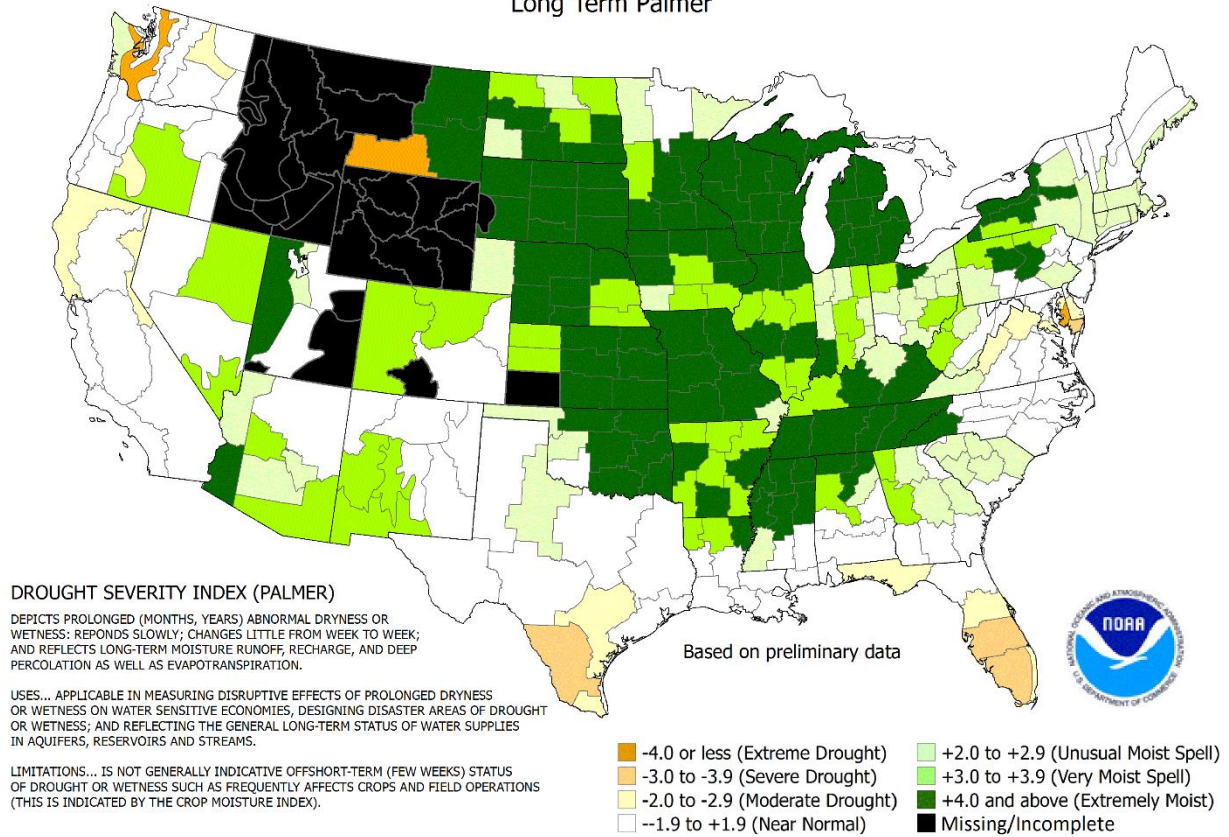 Long Term Palmer
DROUGHT SEVERITY INDEX (PALMER)
DEPICTS PROLONGED (MONTHS, YEARS) ABNORMAL DRYNESS OR
WETNESS: REPONDS SLOWLY; CHANGES LITTLE FROM WEEK TO WEEK;
AND REFLECTS LONG-TERM MOISTURE RUNOFF, RECHARGE, AND DEEP
PERCOLATION AS WELL AS EVAPOTRANSPIRATION.
USES... APPLICABLE IN MEASURING DISRUPTIVE EFFECTS OF PROLONGED DRYNESS
OR WETNESS ON WATER SENSITIVE ECONOMIES, DESIGNING DISASTER AREAS OF DROUGHT
OR WETNESS; AND REFLECTING THE GENERAL LONG-TERM STATUS OF WATER SUPPLIES
IN AQUIFERS, RESERVOIRS AND STREAMS.
LIMITATIONS... IS NOT GENERALLY INDICATIVE OFFSHORT-TERM (FEW WEEKS) STATUS
OF DROUGHT OR WETNESS SUCH AS FREQUENTLY AFFECTS CROPS AND FIELD OPERATIONS
(THIS IS INDICATED BY THE CROP MOISTURE INDEX).
Based on preliminary data
NATIONAL OCEANIC AND ATMOSPHERIC ADMINISTRATION
NOAA
U.S. DEPARTMENT OF COMMERCE
-4.0 or less (Extreme Drought)
-3.0 to -3.9 (Severe Drought)
-2.0 to -2.9 (Moderate Drought)
--1.9 to +1.9 (Near Normal)
+2.0 to +2.9 (Unusual Moist Spell)
+3.0 to +3.9 (Very Moist Spell)
+4.0 and above (Extremely Moist)
Missing/Incomplete